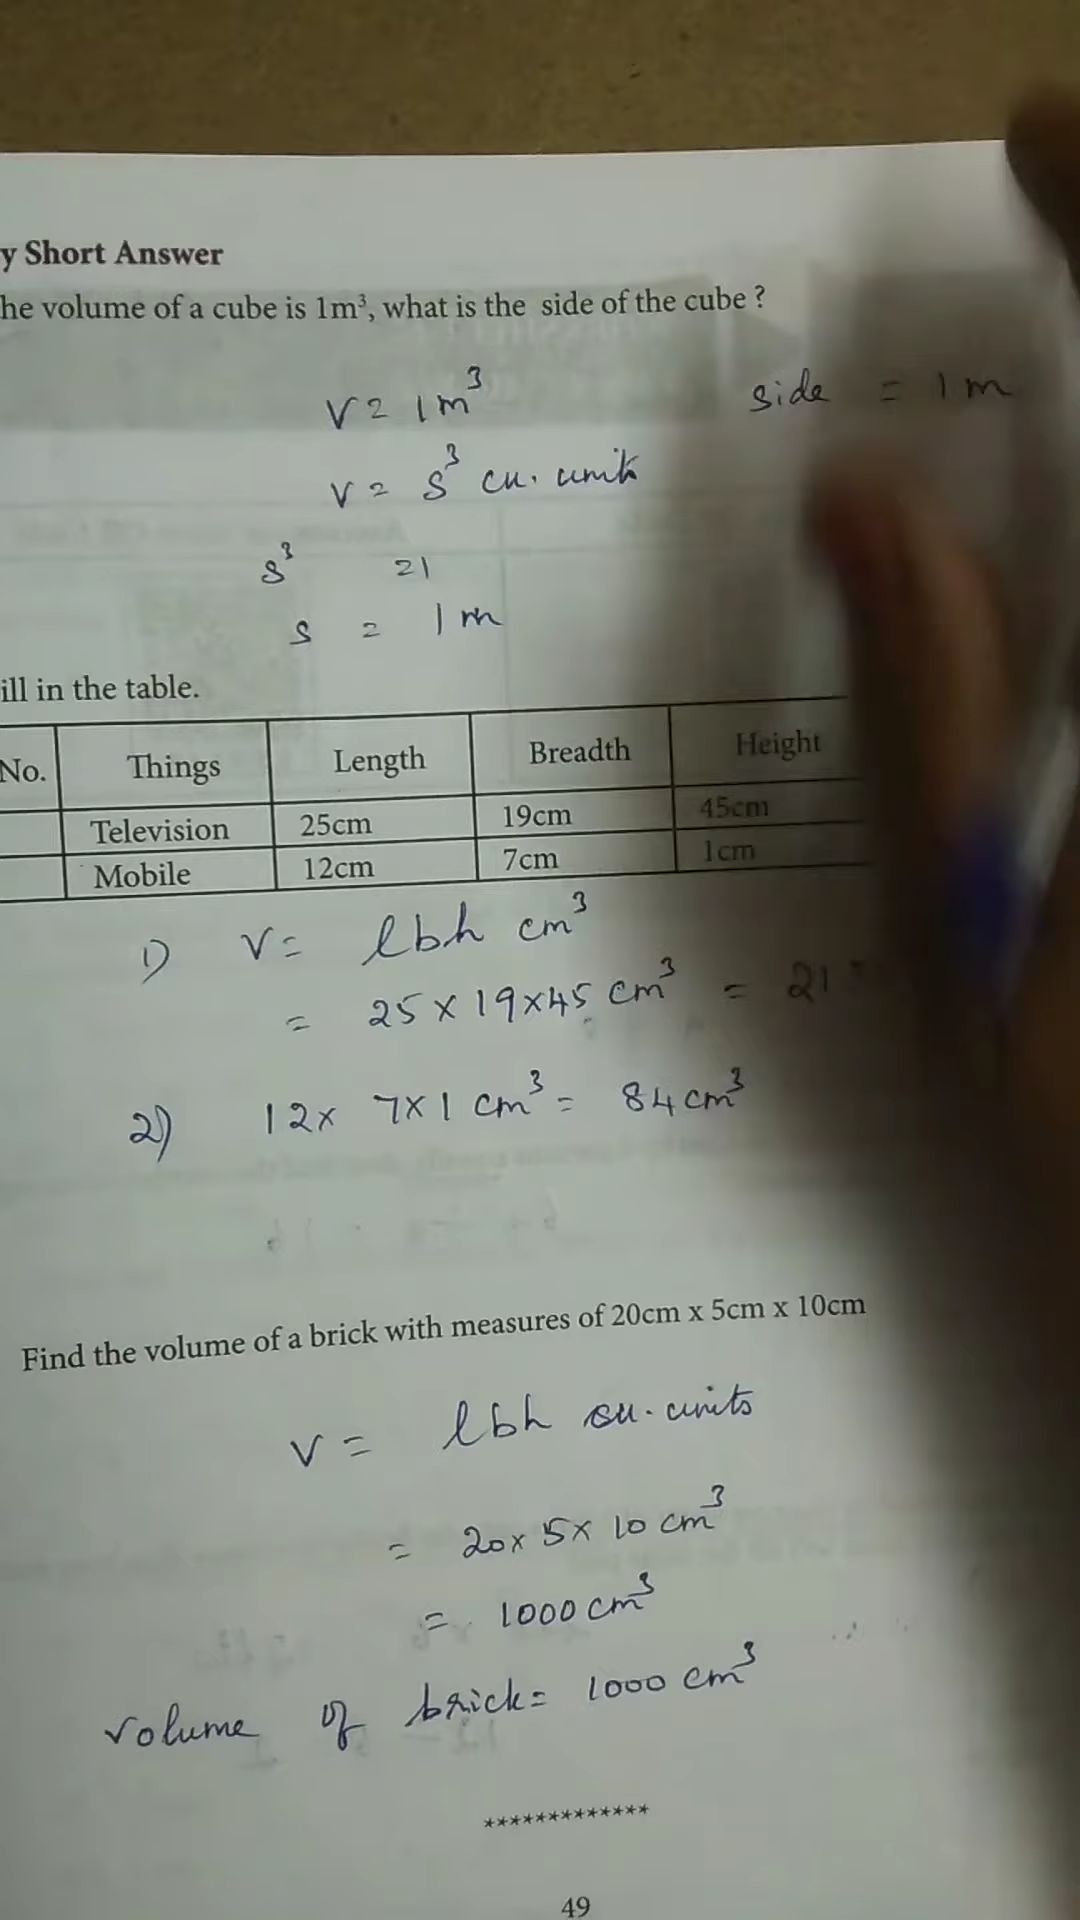 y Short Answer
he volume of a cube is 1m³, what is the side of the cube ?
V = 1m³ side = 1m
V = s³ cu. units
s³ = 1
s = 1m
ill in the table.
No. Things Length Breadth Height
Television 25cm 19cm 45cm
Mobile 12cm 7cm 1cm
1) V = lbh cm³
= 25 x 19 x 45 cm³ = 21
2) 12 x 7 x 1 cm³ = 84 cm³
Find the volume of a brick with measures of 20cm x 5cm x 10cm
V = lbh cu. units
= 20 x 5 x 10 cm³
= 1000 cm³
volume of brick = 1000 cm³
*************
49